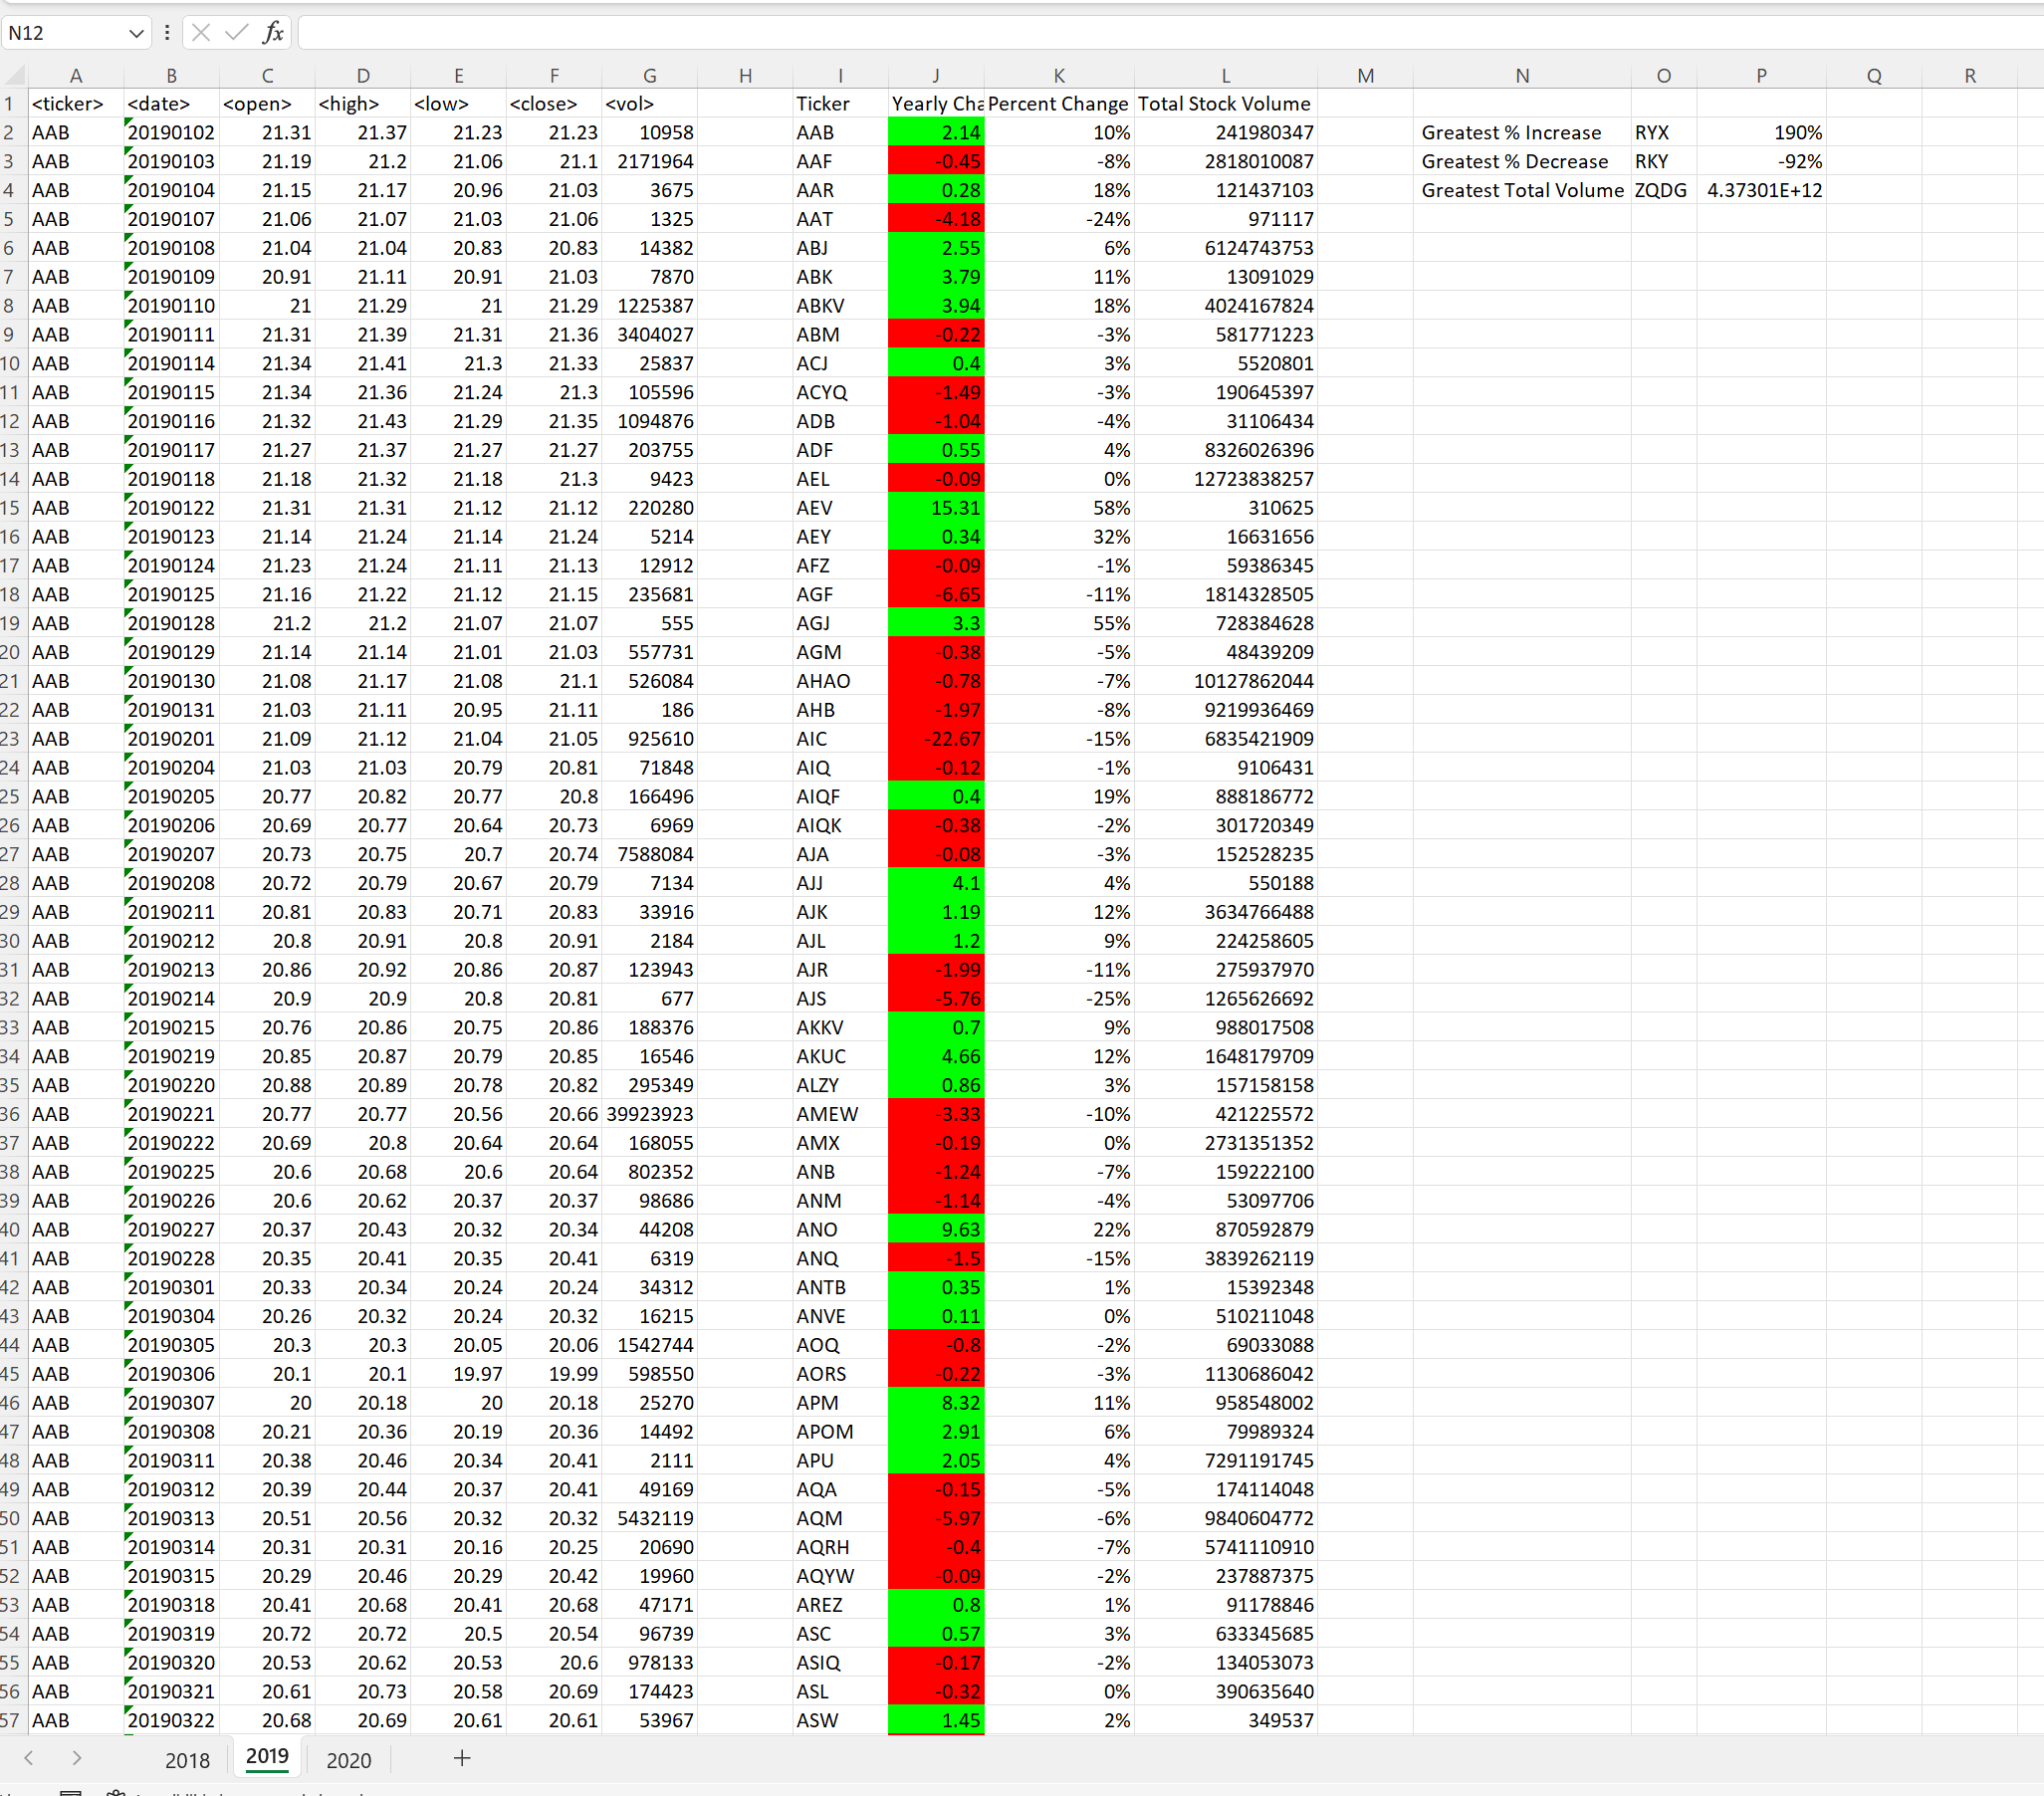 N12 fx
A B C D E F G H I J K L M N O P Q R
1 <ticker> <date> <open> <high> <low> <close> <vol> Ticker Yearly Cha Percent Change Total Stock Volume
2 AAB 20190102 21.31 21.37 21.23 21.23 10958 AAB 2.14 10% 241980347 Greatest % Increase RYX 190%
3 AAB 20190103 21.19 21.2 21.06 21.1 2171964 AAF -0.45 -8% 2818010087 Greatest % Decrease RKY -92%
4 AAB 20190104 21.15 21.17 20.96 21.03 3675 AAR 0.28 18% 121437103 Greatest Total Volume ZQDG 4.37301E+12
5 AAB 20190107 21.06 21.07 21.03 21.06 1325 AAT -4.18 -24% 971117
6 AAB 20190108 21.04 21.04 20.83 20.83 14382 ABJ 2.55 6% 6124743753
7 AAB 20190109 20.91 21.11 20.91 21.03 7870 ABK 3.79 11% 13091029
8 AAB 20190110 21 21.29 21 21.29 1225387 ABKV 3.94 18% 4024167824
9 AAB 20190111 21.31 21.39 21.31 21.36 3404027 ABM -0.22 -3% 581771223
10 AAB 20190114 21.34 21.41 21.3 21.33 25837 ACJ 0.4 3% 5520801
11 AAB 20190115 21.34 21.36 21.24 21.3 105596 ACYQ -1.49 -3% 190645397
12 AAB 20190116 21.32 21.43 21.29 21.35 1094876 ADB -1.04 -4% 31106434
13 AAB 20190117 21.27 21.37 21.27 21.27 203755 ADF 0.55 4% 8326026396
14 AAB 20190118 21.18 21.32 21.18 21.3 9423 AEL -0.09 0% 12723838257
15 AAB 20190122 21.31 21.31 21.12 21.12 220280 AEV 15.31 58% 310625
16 AAB 20190123 21.14 21.24 21.14 21.24 5214 AEY 0.34 32% 16631656
17 AAB 20190124 21.23 21.24 21.11 21.13 12912 AFZ -0.09 -1% 59386345
18 AAB 20190125 21.16 21.22 21.12 21.15 235681 AGF -6.65 -11% 1814328505
19 AAB 20190128 21.2 21.2 21.07 21.07 555 AGJ 3.3 55% 728384628
20 AAB 20190129 21.14 21.14 21.01 21.03 557731 AGM -0.38 -5% 48439209
21 AAB 20190130 21.08 21.17 21.08 21.1 526084 AHAO -0.78 -7% 10127862044
22 AAB 20190131 21.03 21.11 20.95 21.11 186 AHB -1.97 -8% 9219936469
23 AAB 20190201 21.09 21.12 21.04 21.05 925610 AIC -22.67 -15% 6835421909
24 AAB 20190204 21.03 21.03 20.79 20.81 71848 AIQ -0.12 -1% 9106431
25 AAB 20190205 20.77 20.82 20.77 20.8 166496 AIQF 0.4 19% 888186772
26 AAB 20190206 20.69 20.77 20.64 20.73 6969 AIQK -0.38 -2% 301720349
27 AAB 20190207 20.73 20.75 20.7 20.74 7588084 AJA -0.08 -3% 152528235
28 AAB 20190208 20.72 20.79 20.67 20.79 7134 AJJ 4.1 4% 550188
29 AAB 20190211 20.81 20.83 20.71 20.83 33916 AJK 1.19 12% 3634766488
30 AAB 20190212 20.8 20.91 20.8 20.91 2184 AJL 1.2 9% 224258605
31 AAB 20190213 20.86 20.92 20.86 20.87 123943 AJR -1.99 -11% 275937970
32 AAB 20190214 20.9 20.9 20.8 20.81 677 AJS -5.76 -25% 1265626692
33 AAB 20190215 20.76 20.86 20.75 20.86 188376 AKKV 0.7 9% 988017508
34 AAB 20190219 20.85 20.87 20.79 20.85 16546 AKUC 4.66 12% 1648179709
35 AAB 20190220 20.88 20.89 20.78 20.82 295349 ALZY 0.86 3% 157158158
36 AAB 20190221 20.77 20.77 20.56 20.66 39923923 AMEW -3.33 -10% 421225572
37 AAB 20190222 20.69 20.8 20.64 20.64 168055 AMX -0.19 0% 2731351352
38 AAB 20190225 20.6 20.68 20.6 20.64 802352 ANB -1.24 -7% 159222100
39 AAB 20190226 20.6 20.62 20.37 20.37 98686 ANM -1.14 -4% 53097706
40 AAB 20190227 20.37 20.43 20.32 20.34 44208 ANO 9.63 22% 870592879
41 AAB 20190228 20.35 20.41 20.35 20.41 6319 ANQ -1.5 -15% 3839262119
42 AAB 20190301 20.33 20.34 20.24 20.24 34312 ANTB 0.35 1% 15392348
43 AAB 20190304 20.26 20.32 20.24 20.32 16215 ANVE 0.11 0% 510211048
44 AAB 20190305 20.3 20.3 20.05 20.06 1542744 AOQ -0.8 -2% 69033088
45 AAB 20190306 20.1 20.1 19.97 19.99 598550 AORS -0.22 -3% 1130686042
46 AAB 20190307 20 20.18 20 20.18 25270 APM 8.32 11% 958548002
47 AAB 20190308 20.21 20.36 20.19 20.36 14492 APOM 2.91 6% 79989324
48 AAB 20190311 20.38 20.46 20.34 20.41 2111 APU 2.05 4% 7291191745
49 AAB 20190312 20.39 20.44 20.37 20.41 49169 AQA -0.15 -5% 174114048
50 AAB 20190313 20.51 20.56 20.32 20.32 5432119 AQM -5.97 -6% 9840604772
51 AAB 20190314 20.31 20.31 20.16 20.25 20690 AQRH -0.4 -7% 5741110910
52 AAB 20190315 20.29 20.46 20.29 20.42 19960 AQYW -0.09 -2% 237887375
53 AAB 20190318 20.41 20.68 20.41 20.68 47171 AREZ 0.8 1% 91178846
54 AAB 20190319 20.72 20.72 20.5 20.54 96739 ASC 0.57 3% 633345685
55 AAB 20190320 20.53 20.62 20.53 20.6 978133 ASIQ -0.17 -2% 134053073
56 AAB 20190321 20.61 20.73 20.58 20.69 174423 ASL -0.32 0% 390635640
57 AAB 20190322 20.68 20.69 20.61 20.61 53967 ASW 1.45 2% 349537
2018 2019 2020 +